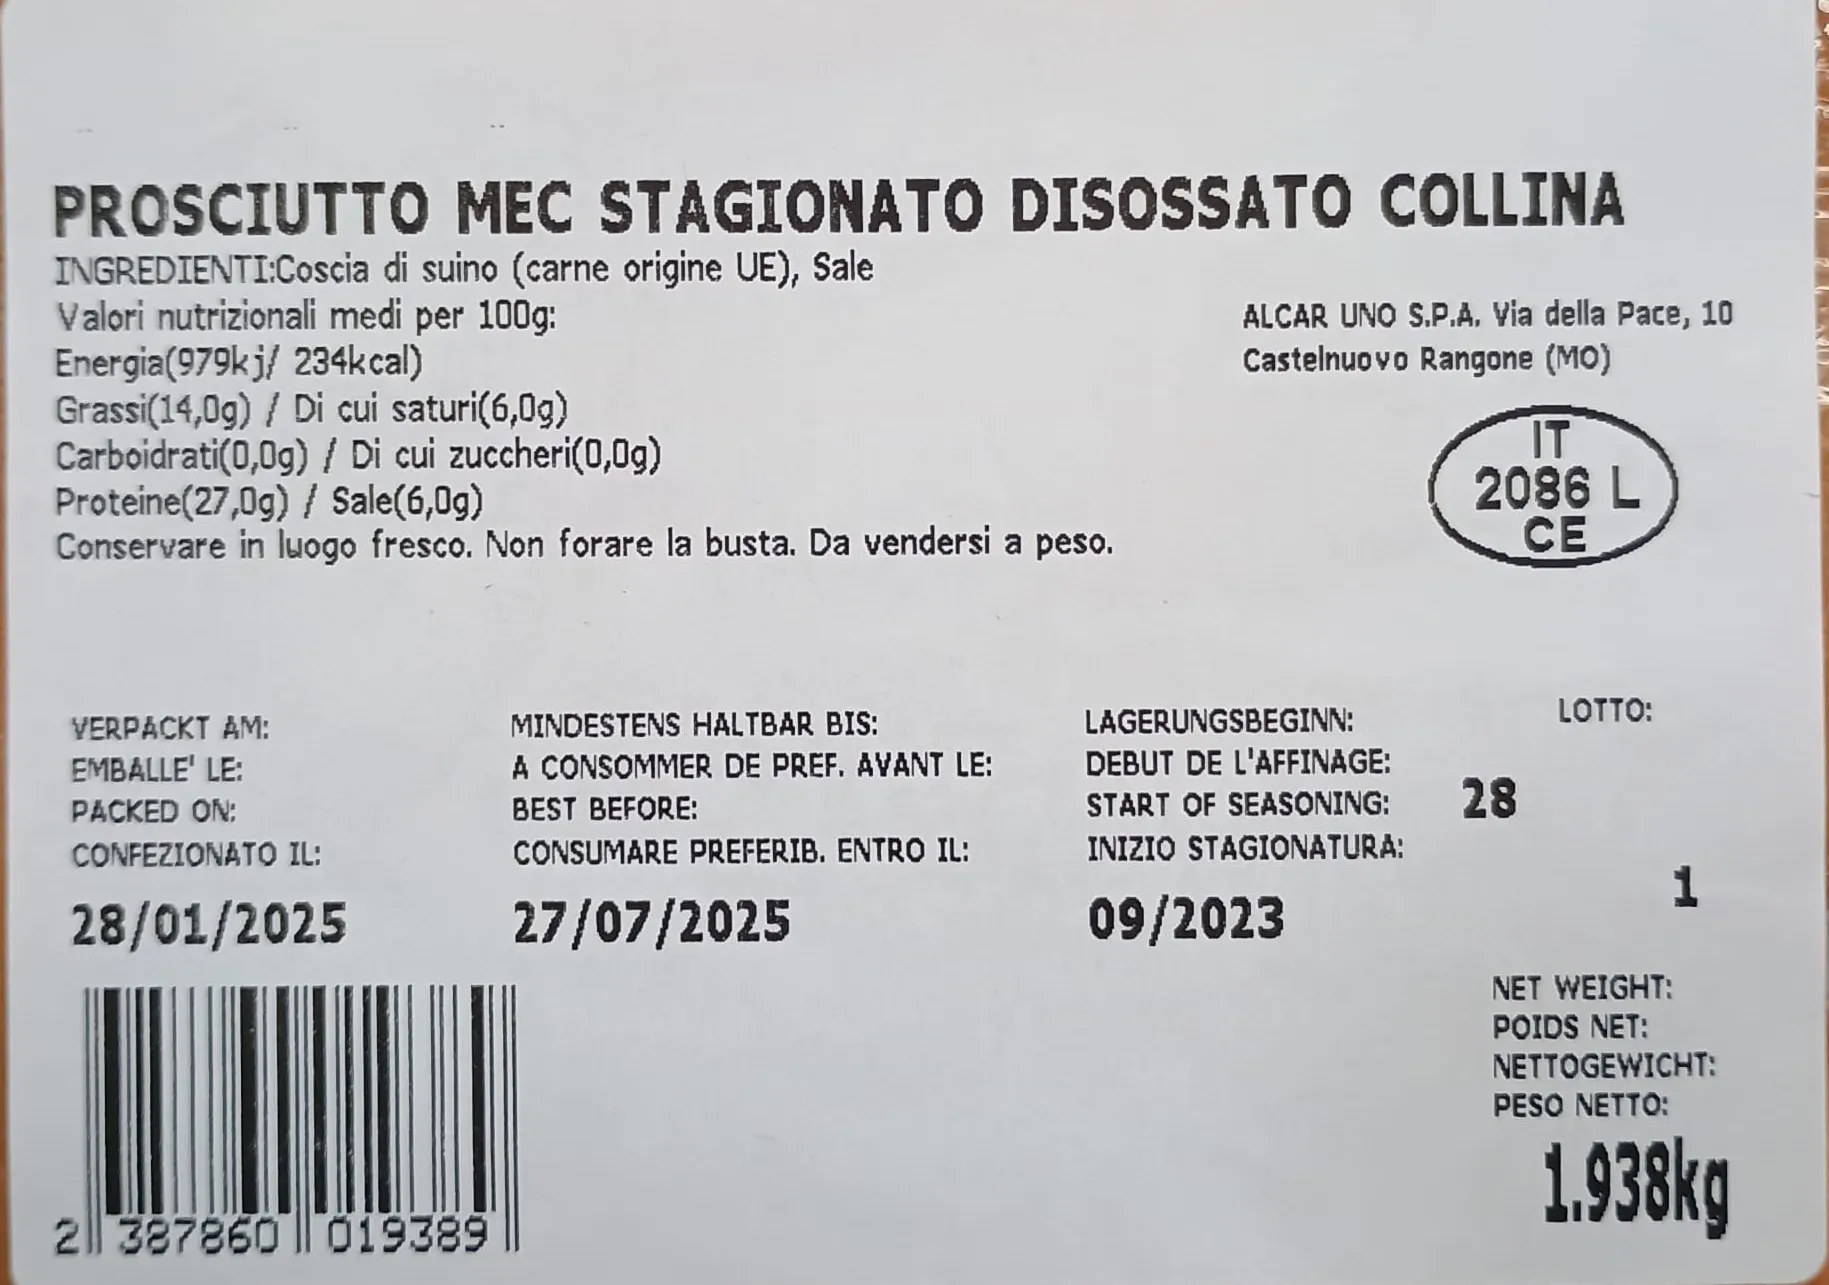 PROSCIUTTO MEC STAGIONATO DISOSSATO COLLINA
INGREDIENTI:Coscia di suino (carne origine UE), Sale
Valori nutrizionali medi per 100g:
Energia(979kj/ 234kcal)
Grassi(14,0g) / Di cui saturi(6,0g)
Carboidrati(0,0g) / Di cui zuccheri(0,0g)
Proteine(27,0g) / Sale(6,0g)
Conservare in luogo fresco. Non forare la busta. Da vendersi a peso.
ALCAR UNO S.P.A. Via della Pace, 10
Castelnuovo Rangone (MO)
IT
2086 L
CE
VERPACKT AM:
EMBALLE' LE:
PACKED ON:
CONFEZIONATO IL:
28/01/2025
MINDESTENS HALTBAR BIS:
A CONSOMMER DE PREF. AVANT LE:
BEST BEFORE:
CONSUMARE PREFERIB. ENTRO IL:
27/07/2025
LAGERUNGSBEGINN:
DEBUT DE L'AFFINAGE:
START OF SEASONING:
INIZIO STAGIONATURA:
09/2023
LOTTO:
28
1
NET WEIGHT:
POIDS NET:
NETTOGEWICHT:
PESO NETTO:
1.938kg
2 387860 019389